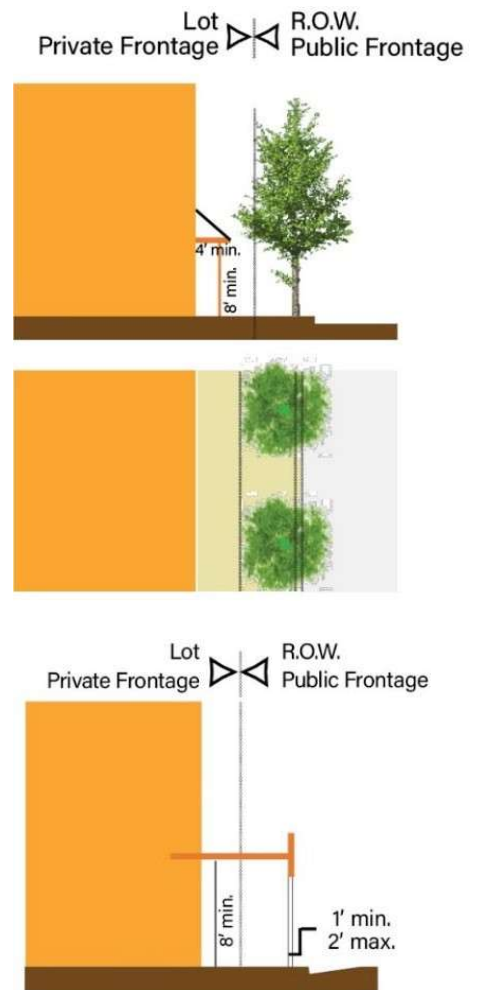 Lot
Private Frontage
R.O.W.
Public Frontage
4' min.
8' min.
Lot
Private Frontage
R.O.W.
Public Frontage
8' min.
1' min.
2' max.